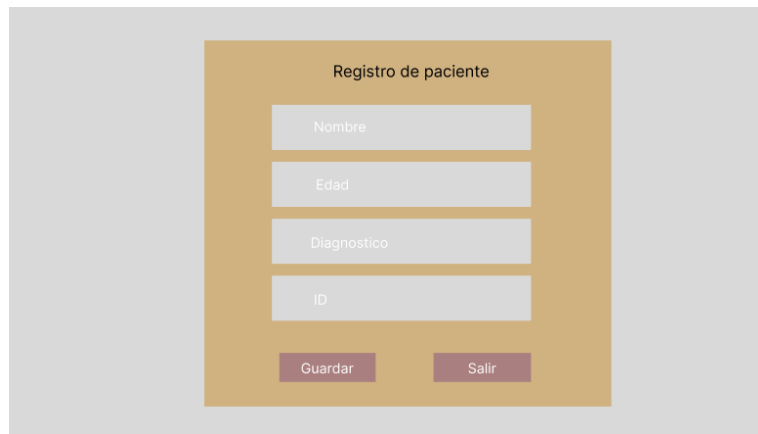 Registro de paciente
Nombre
Edad
Diagnostico
ID
Guardar Salir